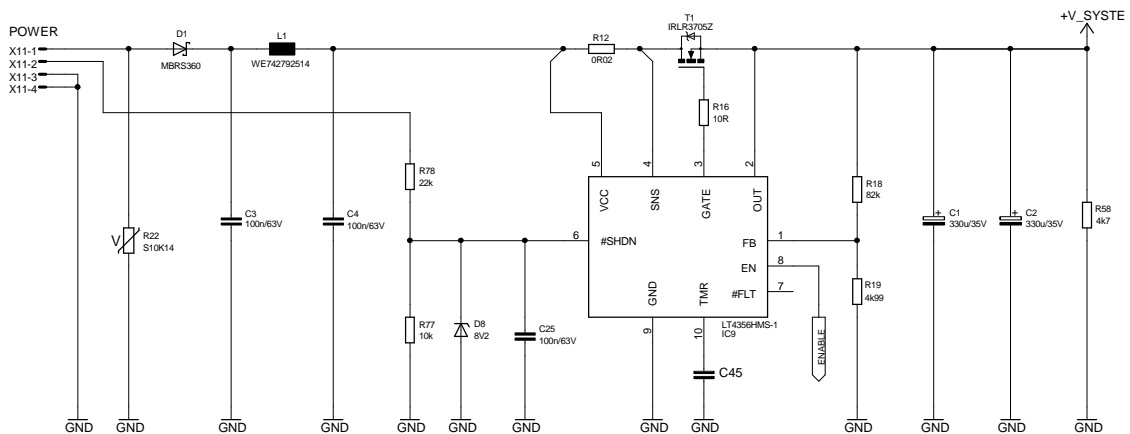 POWER
X11-1
X11-2
X11-3
X11-4
D1
MBRS360
L1
WE742792514
R12
0R02
T1
IRLR3705Z
+V_SYSTE
R16
10R
R78
22k
5
4
3
2
VCC
SNS
GATE
OUT
R18
82k
C3
100n/63V
C4
100n/63V
C1
+
330u/35V
C2
+
330u/35V
R58
4k7
V
R22
S10K14
6
#SHDN
FB
1
EN
8
#FLT
7
GND
TMR
R19
4k99
R77
10k
D8
8V2
C25
100n/63V
9
10
LT4356HMS-1
IC9
ENABLE
C45
GND
GND
GND
GND
GND
GND
GND
GND
GND
GND
GND
GND
GND